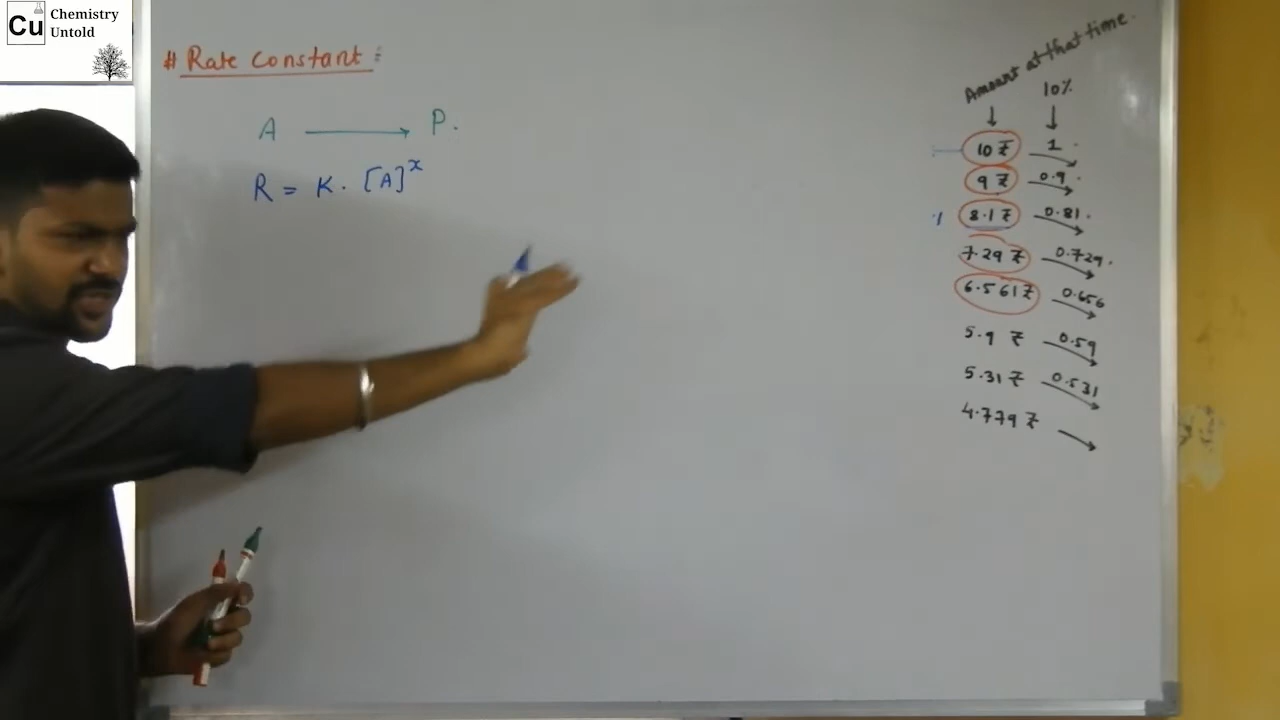 Cu
Chemistry
Untold
# Rate Constant :
A → P.
R = K. [A]^x
Amount at that time.
10%
↓ ↓
10 ₹ → 1.
9 ₹ → 0.9.
8.1 ₹ → 0.81.
7.29 ₹ → 0.729.
6.561 ₹ → 0.656
5.9 ₹ → 0.59
5.31 ₹ → 0.531
4.779 ₹ →